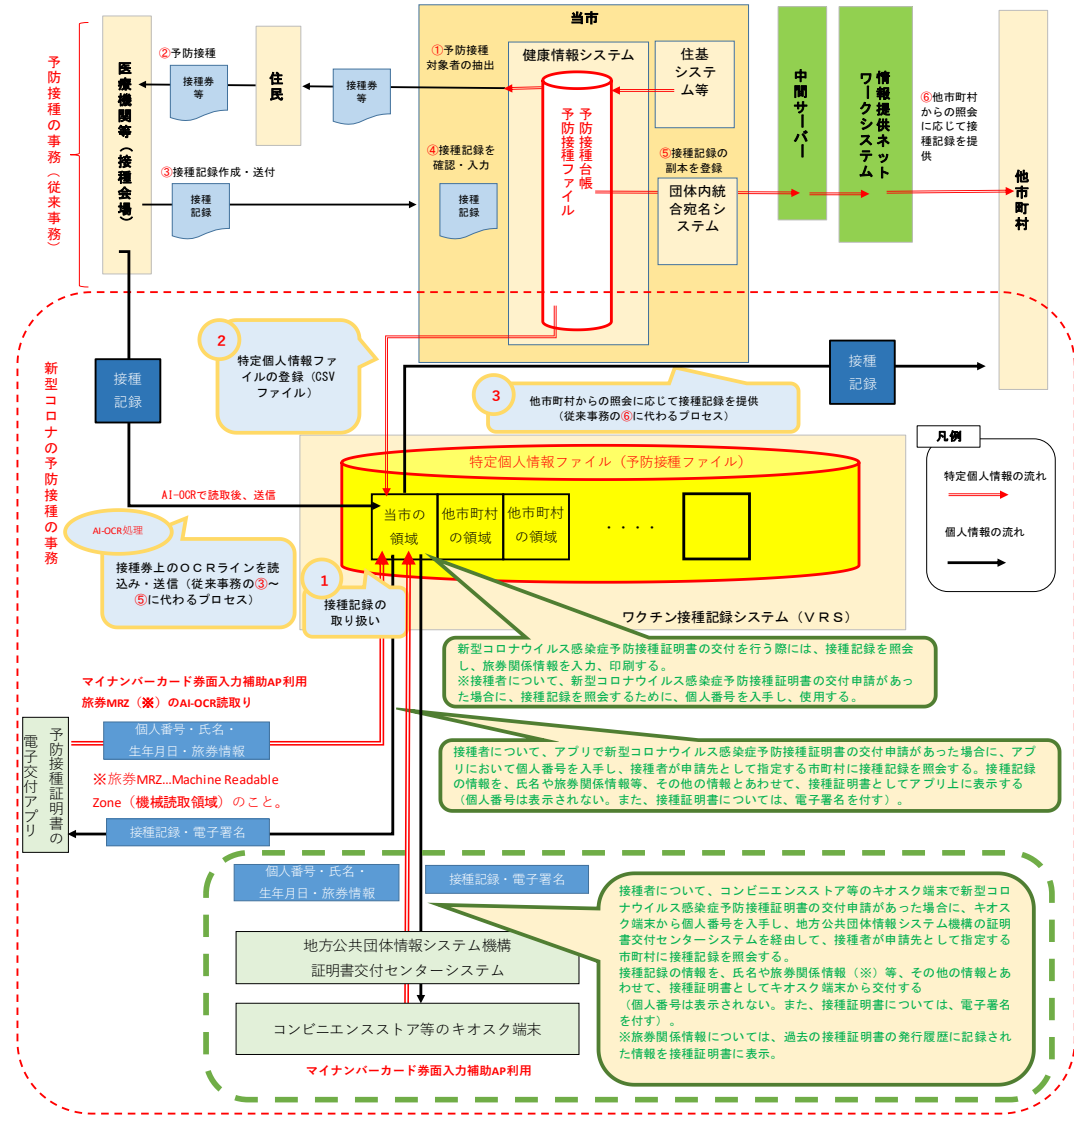 予防接種の事務（従来事務）
医療機関等（接種会場）
②予防接種
接種券
等
住民
接種券
等
③接種記録作成・送付
接種
記録
当市
①予防接種
対象者の抽出
健康情報システム
予防接種台帳
予防接種ファイル
住基
システ
ム等
④接種記録を
確認・入力
接種
記録
⑤接種記録の
副本を登録
団体内統
合宛名シ
ステム
中間サーバー
情報提供ネット
ワークシステム
⑥他市町村
からの照会
に応じて接
種記録を提
供
他市町村
新型コロナの予防接種の事務
接種
記録
2
特定個人情報ファ
イルの登録（CSV
ファイル）
3
他市町村からの照会に応じて接種記録を提供
（従来事務の⑥に代わるプロセス）
接種
記録
凡例
特定個人情報の流れ
個人情報の流れ
特定個人情報ファイル（予防接種ファイル）
AI-OCRで読取後、送信
当市の
領域
他市町村
の領域
他市町村
の領域
・・・・
AI-OCR処理
接種券上のＯＣＲラインを読
込み・送信（従来事務の③～
⑤に代わるプロセス）
1
接種記録の
取り扱い
ワクチン接種記録システム（ＶＲＳ）
新型コロナウイルス感染症予防接種証明書の交付を行う際には、接種記録を照会
し、旅券関係情報を入力、印刷する。
※接種者について、新型コロナウイルス感染症予防接種証明書の交付申請があっ
た場合に、接種記録を照会するために、個人番号を入手し、使用する。
マイナンバーカード券面入力補助AP利用
旅券MRZ（※）のAI-OCR読取り
予防接種証明書の
電子交付アプリ
個人番号・氏名・
生年月日・旅券情報
※旅券MRZ…Machine Readable
Zone（機械読取領域）のこと。
接種記録・電子署名
接種者について、アプリで新型コロナウイルス感染症予防接種証明書の交付申請があった場合に、アプ
リにおいて個人番号を入手し、接種者が申請先として指定する市町村に接種記録を照会する。接種記録
の情報を、氏名や旅券関係情報等、その他の情報とあわせて、接種証明書としてアプリ上に表示する
（個人番号は表示されない。また、接種証明書については、電子署名を付す）。
個人番号・氏名・
生年月日・旅券情報
接種記録・電子署名
地方公共団体情報システム機構
証明書交付センターシステム
コンビニエンスストア等のキオスク端末
マイナンバーカード券面入力補助AP利用
接種者について、コンビニエンスストア等のキオスク端末で新型コロ
ナウイルス感染症予防接種証明書の交付申請があった場合に、キオス
ク端末から個人番号を入手し、地方公共団体情報システム機構の証明
書交付センターシステムを経由して、接種者が申請先として指定する
市町村に接種記録を照会する。
接種記録の情報を、氏名や旅券関係情報（※）等、その他の情報とあ
わせて、接種証明書としてキオスク端末から交付する
（個人番号は表示されない。また、接種証明書については、電子署名
を付す）。
※旅券関係情報については、過去の接種証明書の発行履歴に記録され
た情報を接種証明書に表示。